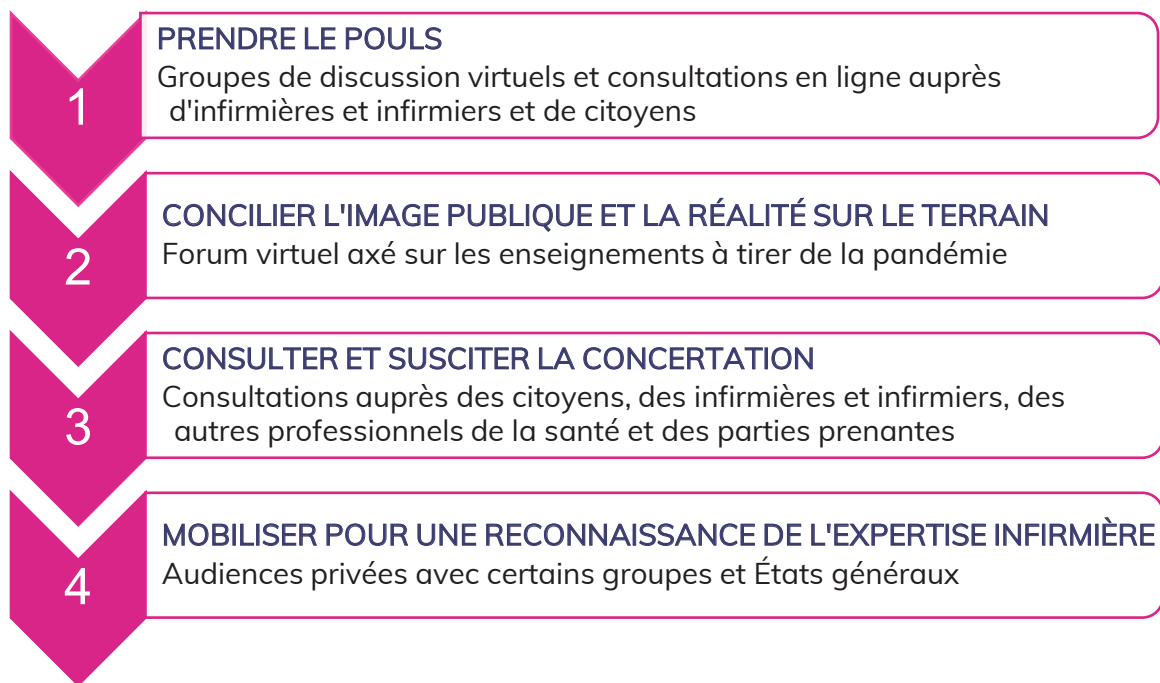 1
PRENDRE LE POULS
Groupes de discussion virtuels et consultations en ligne auprès
d'infirmières et infirmiers et de citoyens
2
CONCILIER L'IMAGE PUBLIQUE ET LA RÉALITÉ SUR LE TERRAIN
Forum virtuel axé sur les enseignements à tirer de la pandémie
3
CONSULTER ET SUSCITER LA CONCERTATION
Consultations auprès des citoyens, des infirmières et infirmiers, des
autres professionnels de la santé et des parties prenantes
4
MOBILISER POUR UNE RECONNAISSANCE DE L'EXPERTISE INFIRMIÈRE
Audiences privées avec certains groupes et États généraux